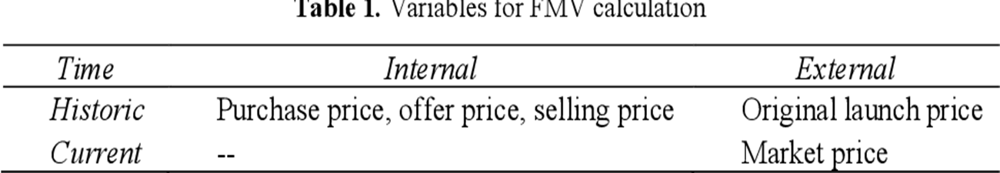 Table 1. Variables for FMV calculation
Time Internal External
Historic Purchase price, offer price, selling price Original launch price
Current -- Market price